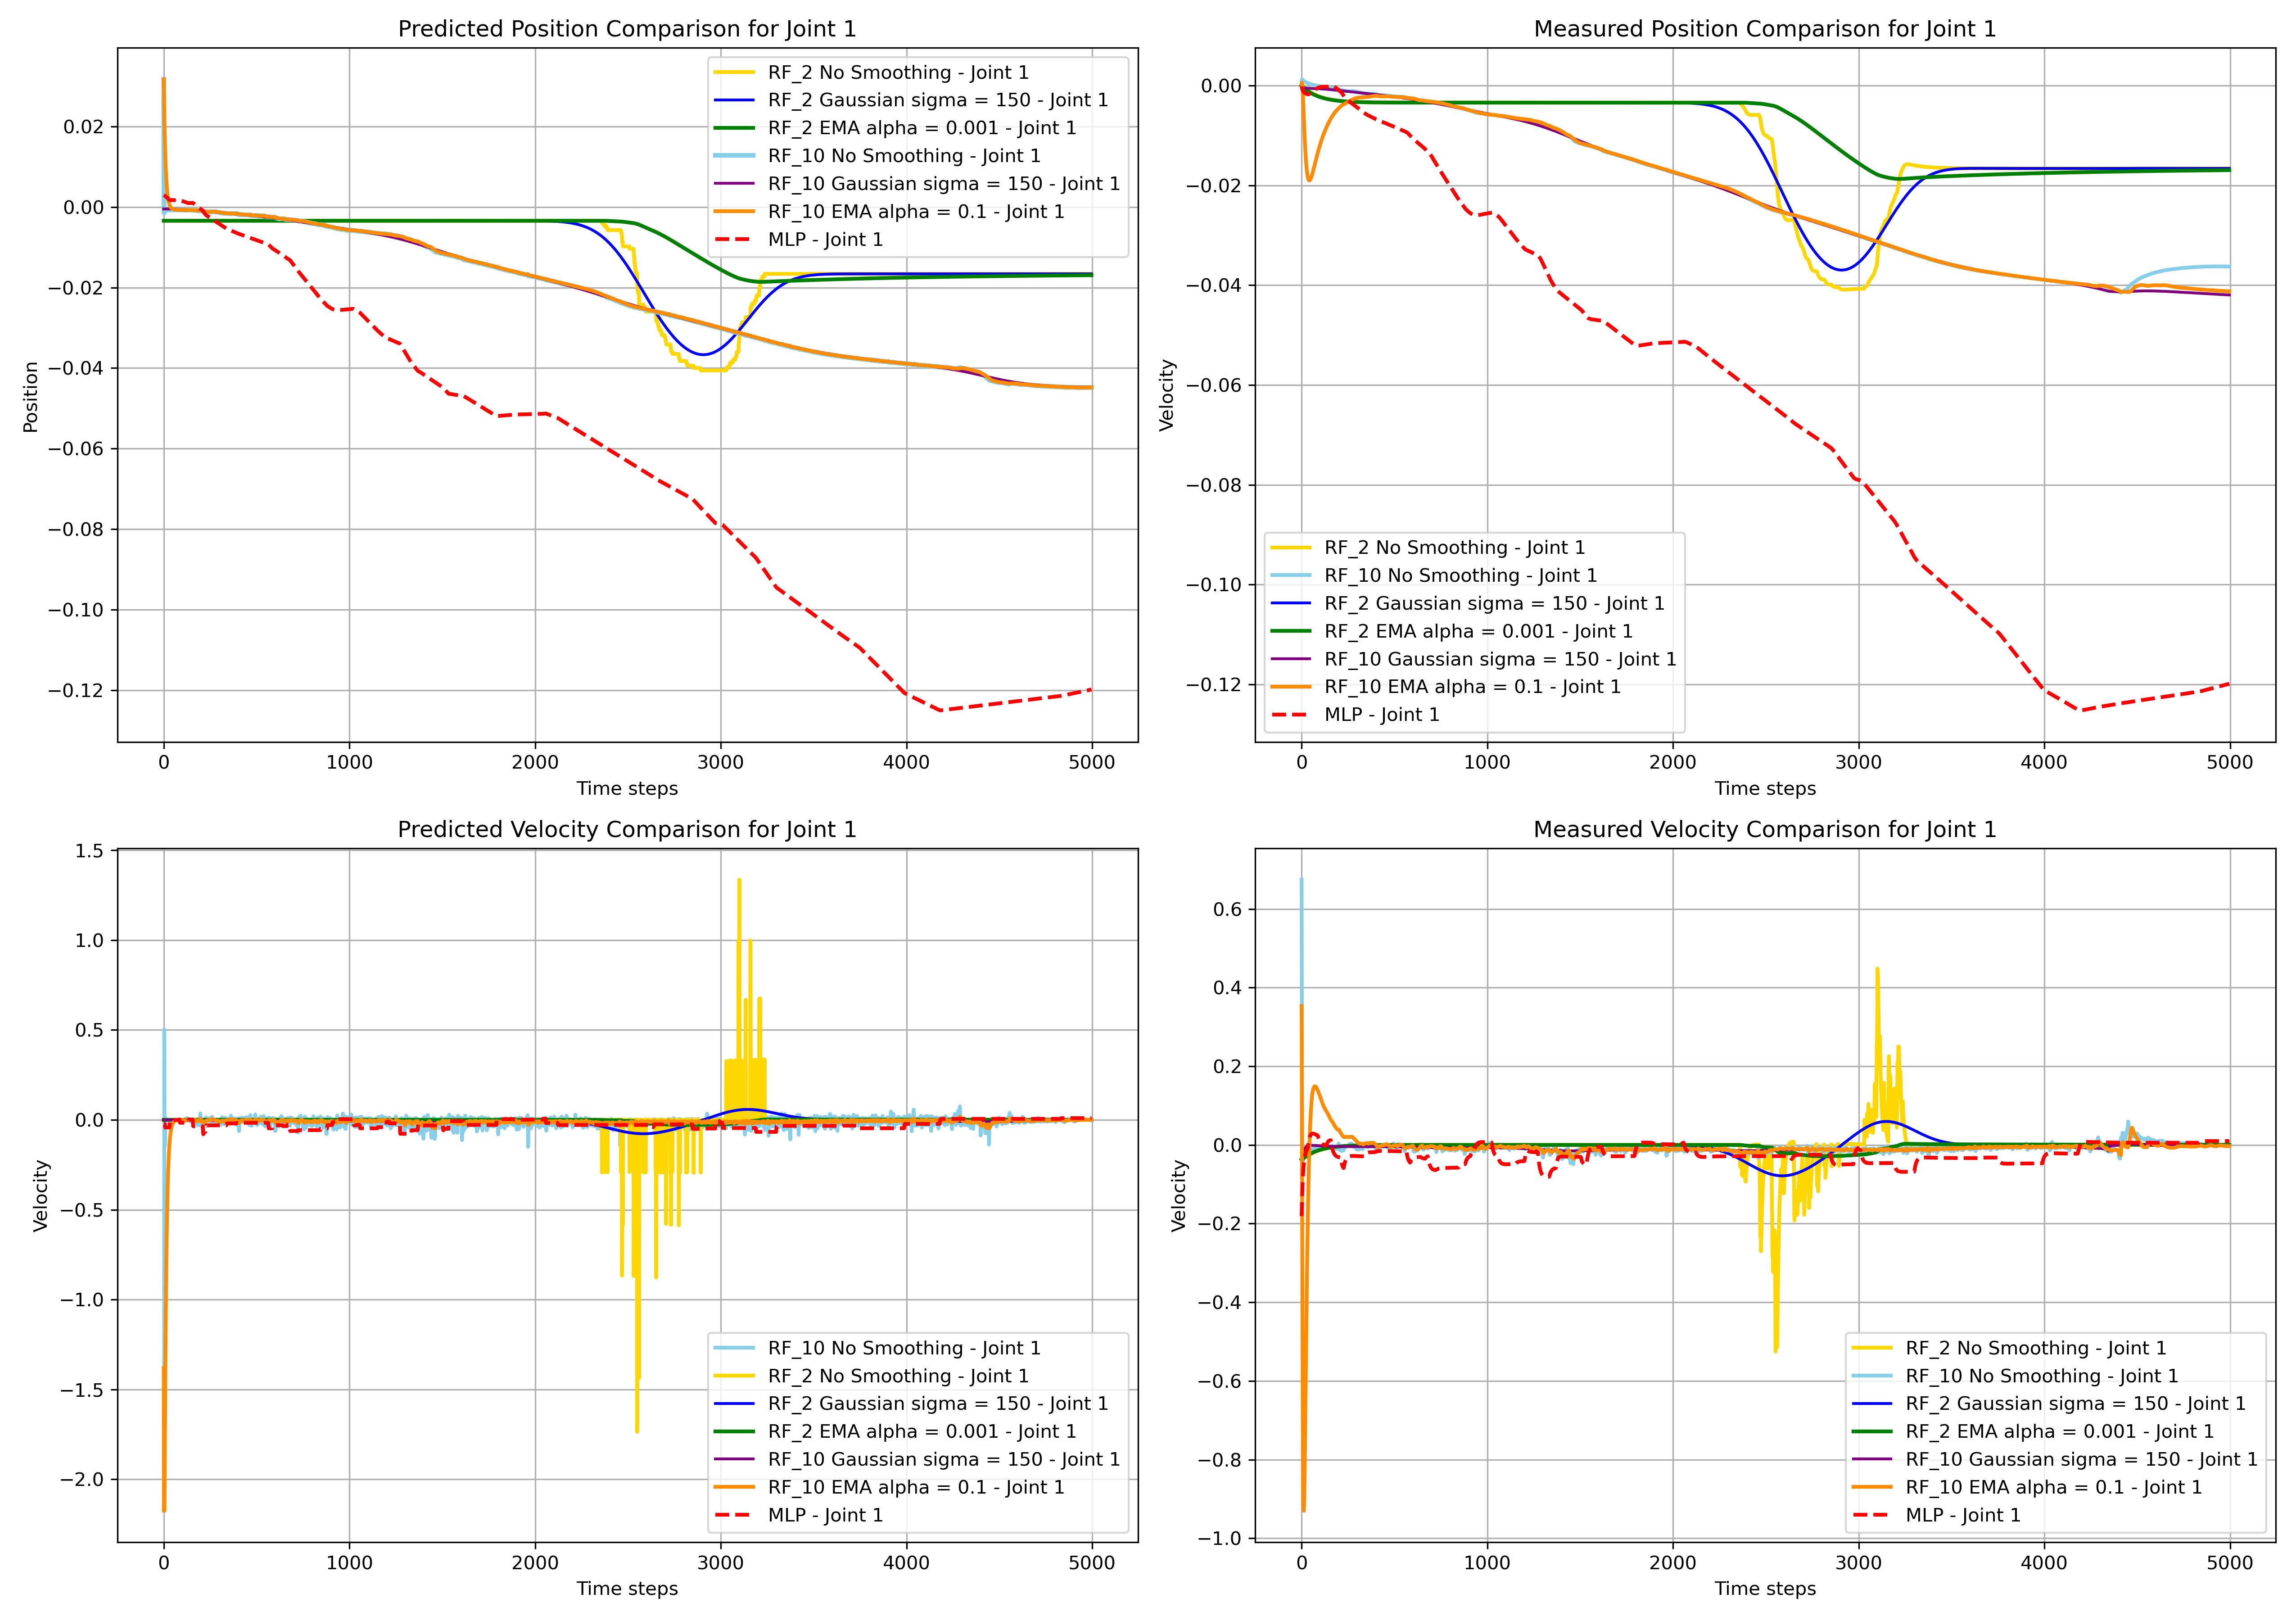 Predicted Position Comparison for Joint 1
Position
0.02
0.00
−0.02
−0.04
−0.06
−0.08
−0.10
−0.12
RF_2 No Smoothing - Joint 1
RF_2 Gaussian sigma = 150 - Joint 1
RF_2 EMA alpha = 0.001 - Joint 1
RF_10 No Smoothing - Joint 1
RF_10 Gaussian sigma = 150 - Joint 1
RF_10 EMA alpha = 0.1 - Joint 1
MLP - Joint 1
0 1000 2000 3000 4000 5000
Time steps
Measured Position Comparison for Joint 1
Velocity
0.00
−0.02
−0.04
−0.06
−0.08
−0.10
−0.12
RF_2 No Smoothing - Joint 1
RF_10 No Smoothing - Joint 1
RF_2 Gaussian sigma = 150 - Joint 1
RF_2 EMA alpha = 0.001 - Joint 1
RF_10 Gaussian sigma = 150 - Joint 1
RF_10 EMA alpha = 0.1 - Joint 1
MLP - Joint 1
0 1000 2000 3000 4000 5000
Time steps
Predicted Velocity Comparison for Joint 1
Velocity
1.5
1.0
0.5
0.0
−0.5
−1.0
−1.5
−2.0
RF_10 No Smoothing - Joint 1
RF_2 No Smoothing - Joint 1
RF_2 Gaussian sigma = 150 - Joint 1
RF_2 EMA alpha = 0.001 - Joint 1
RF_10 Gaussian sigma = 150 - Joint 1
RF_10 EMA alpha = 0.1 - Joint 1
MLP - Joint 1
0 1000 2000 3000 4000 5000
Time steps
Measured Velocity Comparison for Joint 1
Velocity
0.6
0.4
0.2
0.0
−0.2
−0.4
−0.6
−0.8
−1.0
RF_2 No Smoothing - Joint 1
RF_10 No Smoothing - Joint 1
RF_2 Gaussian sigma = 150 - Joint 1
RF_2 EMA alpha = 0.001 - Joint 1
RF_10 Gaussian sigma = 150 - Joint 1
RF_10 EMA alpha = 0.1 - Joint 1
MLP - Joint 1
0 1000 2000 3000 4000 5000
Time steps